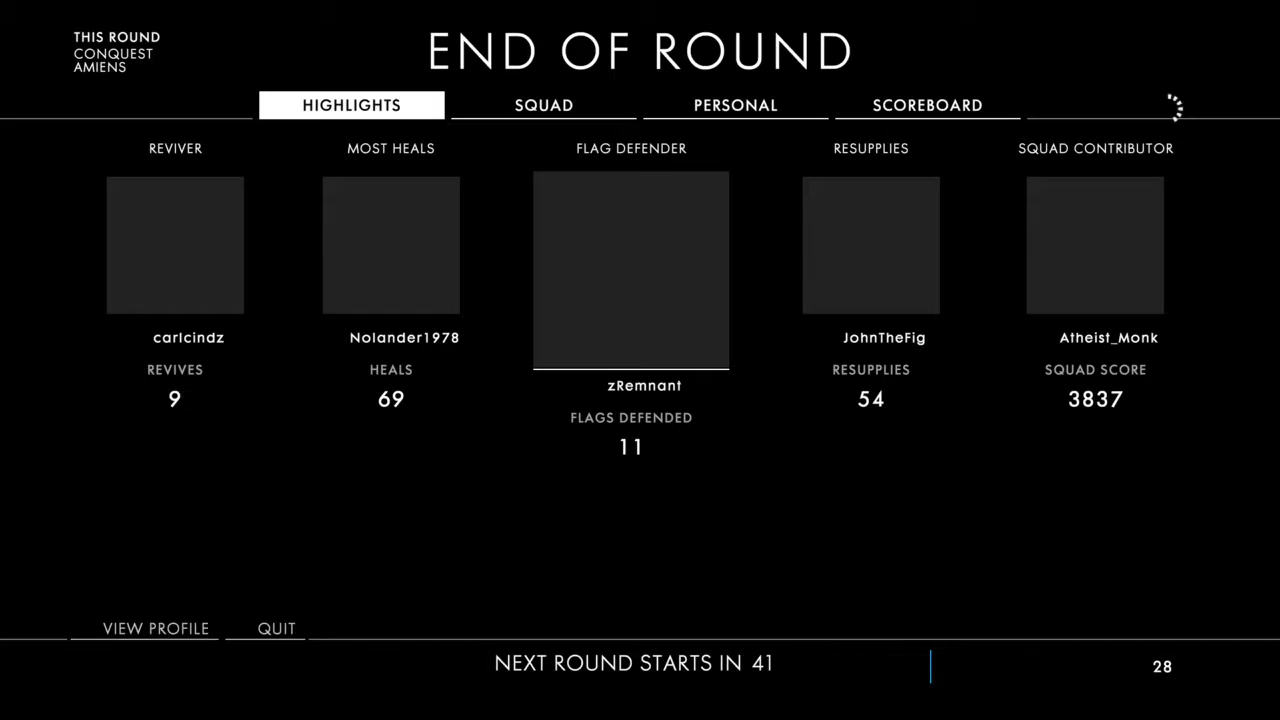 THIS ROUND
CONQUEST
AMIENS
END OF ROUND
HIGHLIGHTS
SQUAD
PERSONAL
SCOREBOARD
REVIVER
MOST HEALS
FLAG DEFENDER
RESUPPLIES
SQUAD CONTRIBUTOR
carlcindz
REVIVES
9
Nolander1978
HEALS
69
zRemnant
FLAGS DEFENDED
11
JohnTheFig
RESUPPLIES
54
Atheist_Monk
SQUAD SCORE
3837
VIEW PROFILE
QUIT
NEXT ROUND STARTS IN 41
28